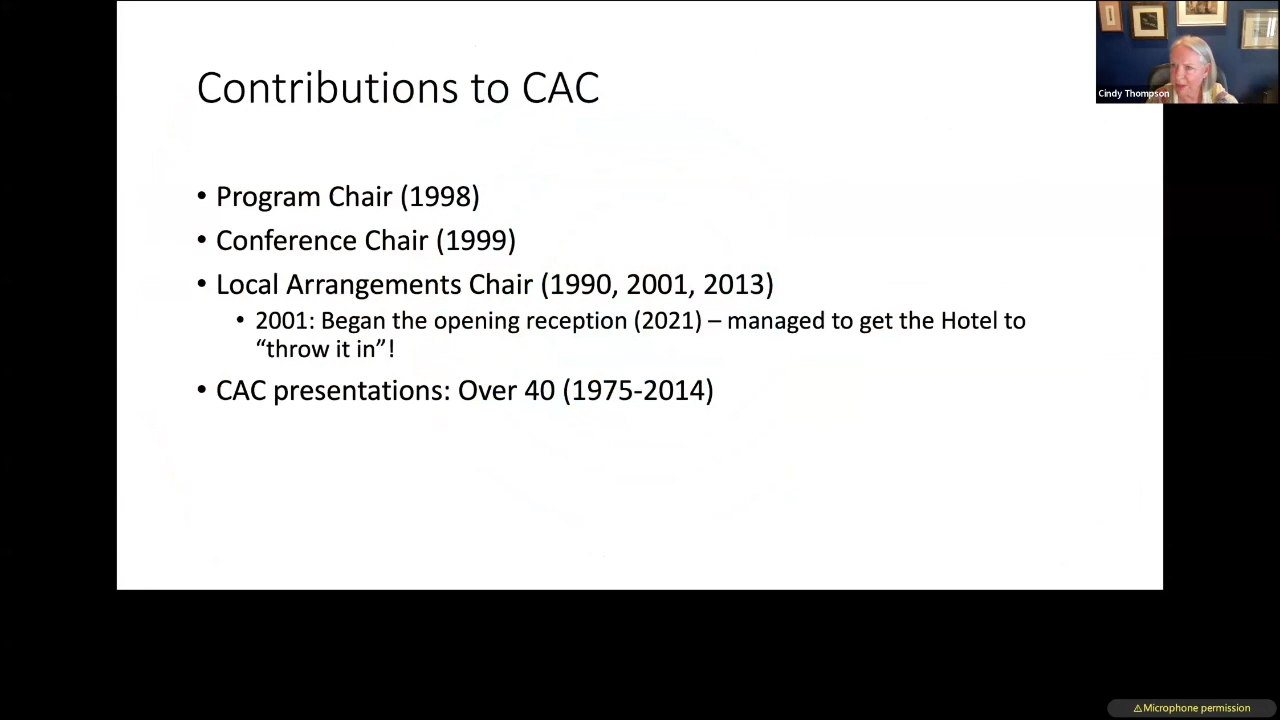 Contributions to CAC
Cindy Thompson
• Program Chair (1998)
• Conference Chair (1999)
• Local Arrangements Chair (1990, 2001, 2013)
• 2001: Began the opening reception (2021) – managed to get the Hotel to
“throw it in”!
• CAC presentations: Over 40 (1975-2014)
⚠Microphone permission